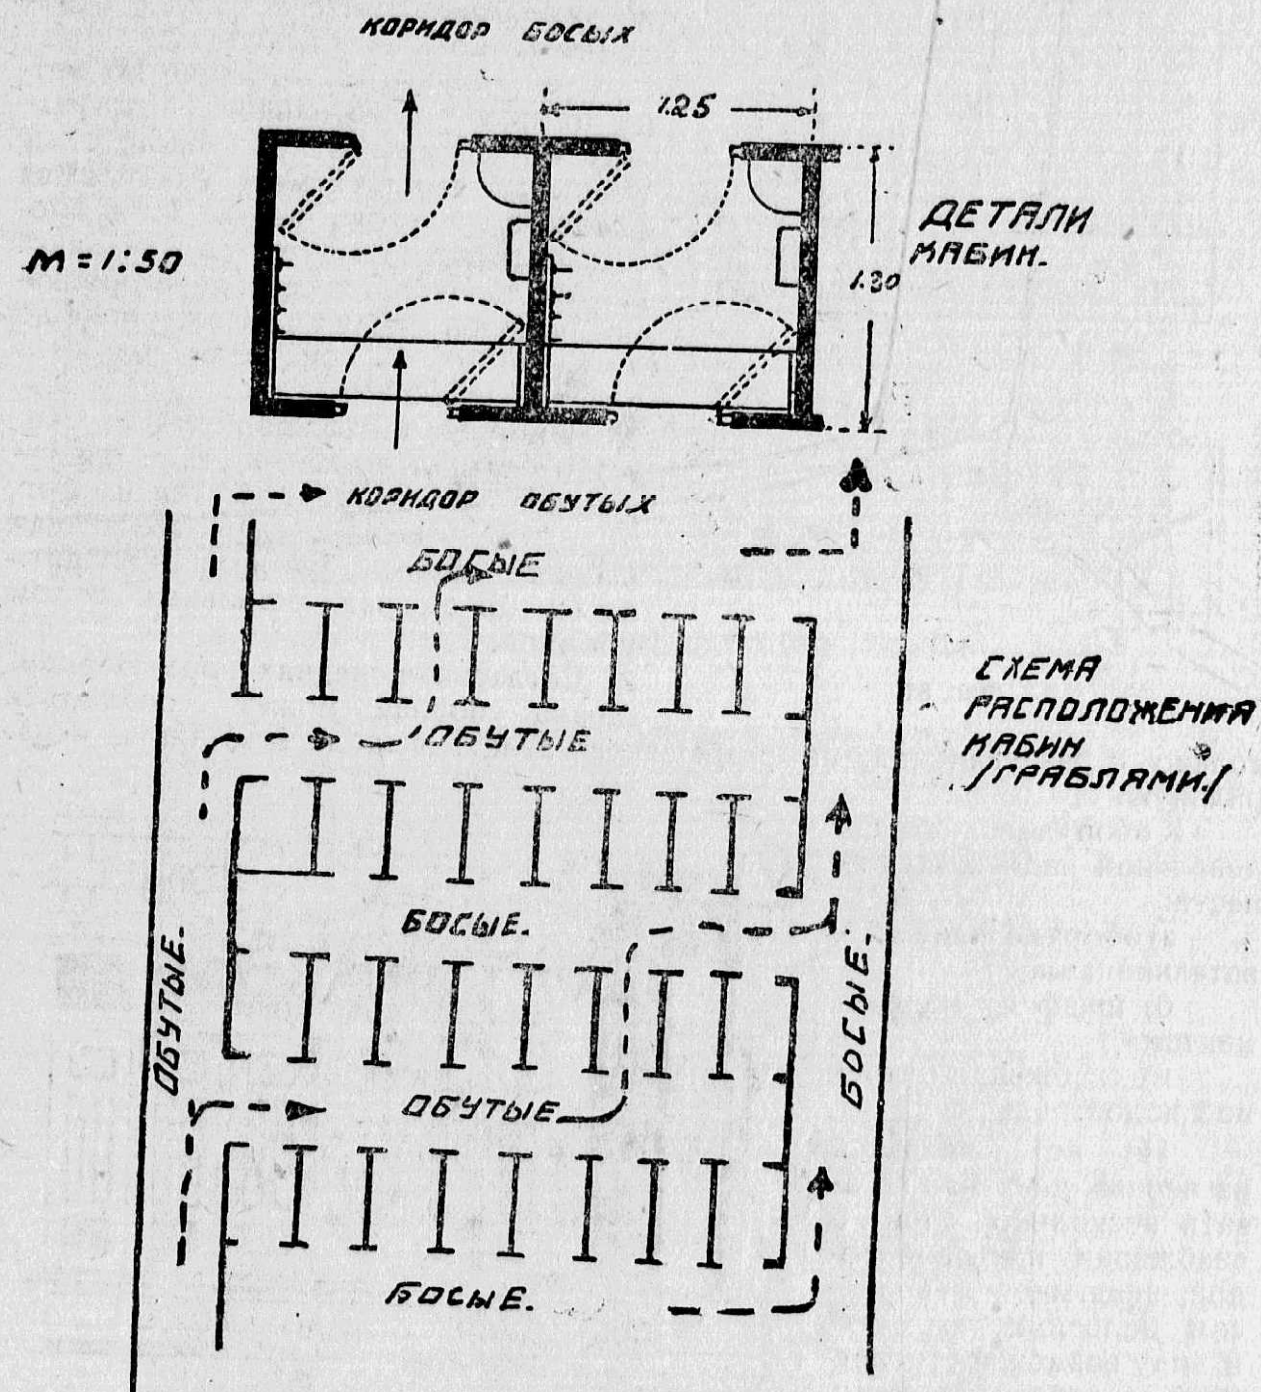 КОРИДОР БОСЫХ
1.25
ДЕТАЛИ
КАБИН.
М = 1:50
1.30
КОРИДОР ОБУТЫХ
БОСЫЕ
СХЕМА
РАСПОЛОЖЕНИЯ
КАБИН
/ГРАБЛЯМИ./
ОБУТЫЕ
БОСЫЕ.
ОБУТЫЕ.
БОСЫЕ.
ОБУТЫЕ
БОСЫЕ.